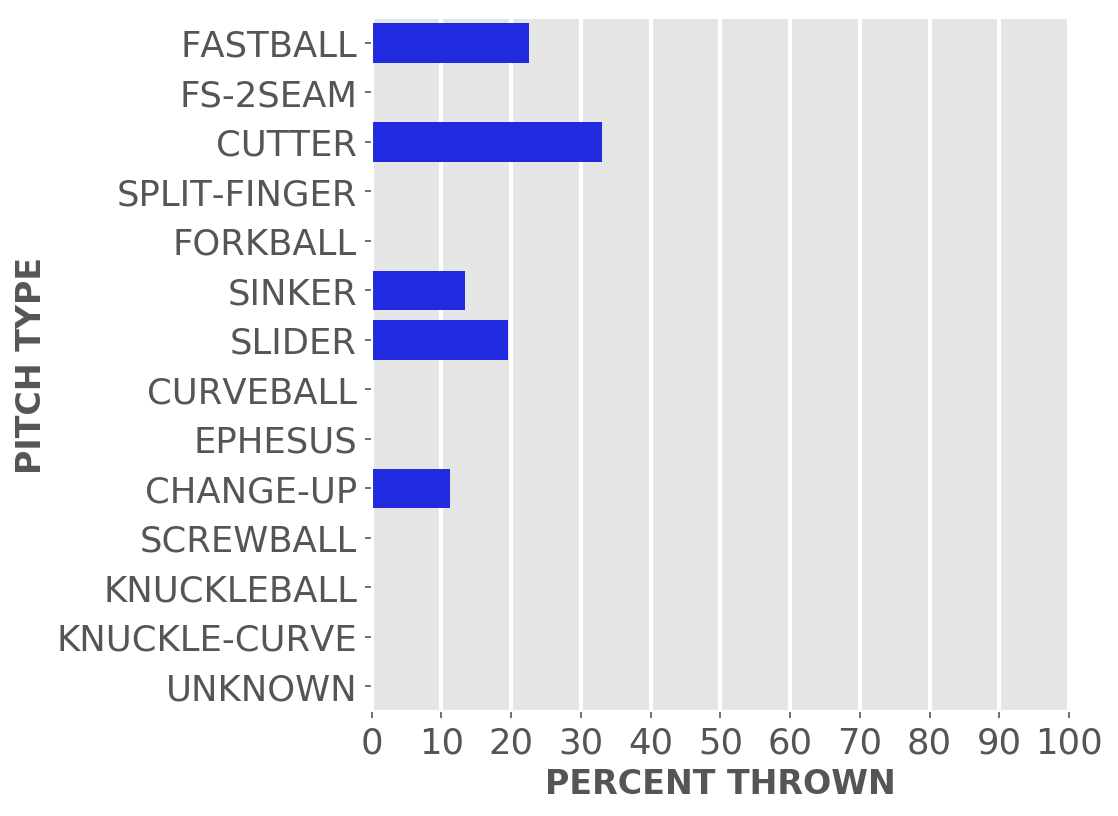 FASTBALL
FS-2SEAM
CUTTER
SPLIT-FINGER
FORKBALL
SINKER
SLIDER
CURVEBALL
EPHESUS
CHANGE-UP
SCREWBALL
KNUCKLEBALL
KNUCKLE-CURVE
UNKNOWN
PITCH TYPE
0 10 20 30 40 50 60 70 80 90 100
PERCENT THROWN